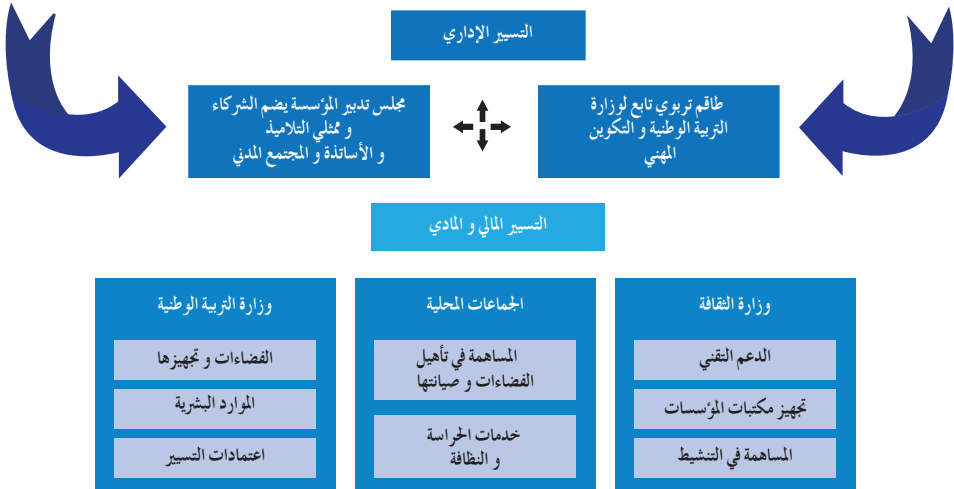 التسيير الإداري
طاقم تربوي تابع لوزارة
التربية الوطنية و التكوين
المهني
مجلس تدبير المؤسسة يضم الشركاء
و ممثلي التلاميذ
و الأساتذة و المجتمع المدني
التسيير المالي و المادي
وزارة الثقافة
الدعم التقني
تجهيز مكتبات المؤسسات
المساهمة في التنشيط
الجماعات المحلية
المساهمة في تأهيل
الفضاءات و صيانتها
خدمات الحراسة
و النظافة
وزارة التربية الوطنية
الفضاءات و تجهيزها
الموارد البشرية
اعتمادات التسيير